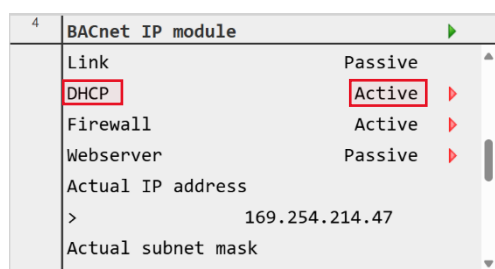 4
BACnet IP module
Link Passive
DHCP Active
Firewall Active
Webserver Passive
Actual IP address
> 169.254.214.47
Actual subnet mask